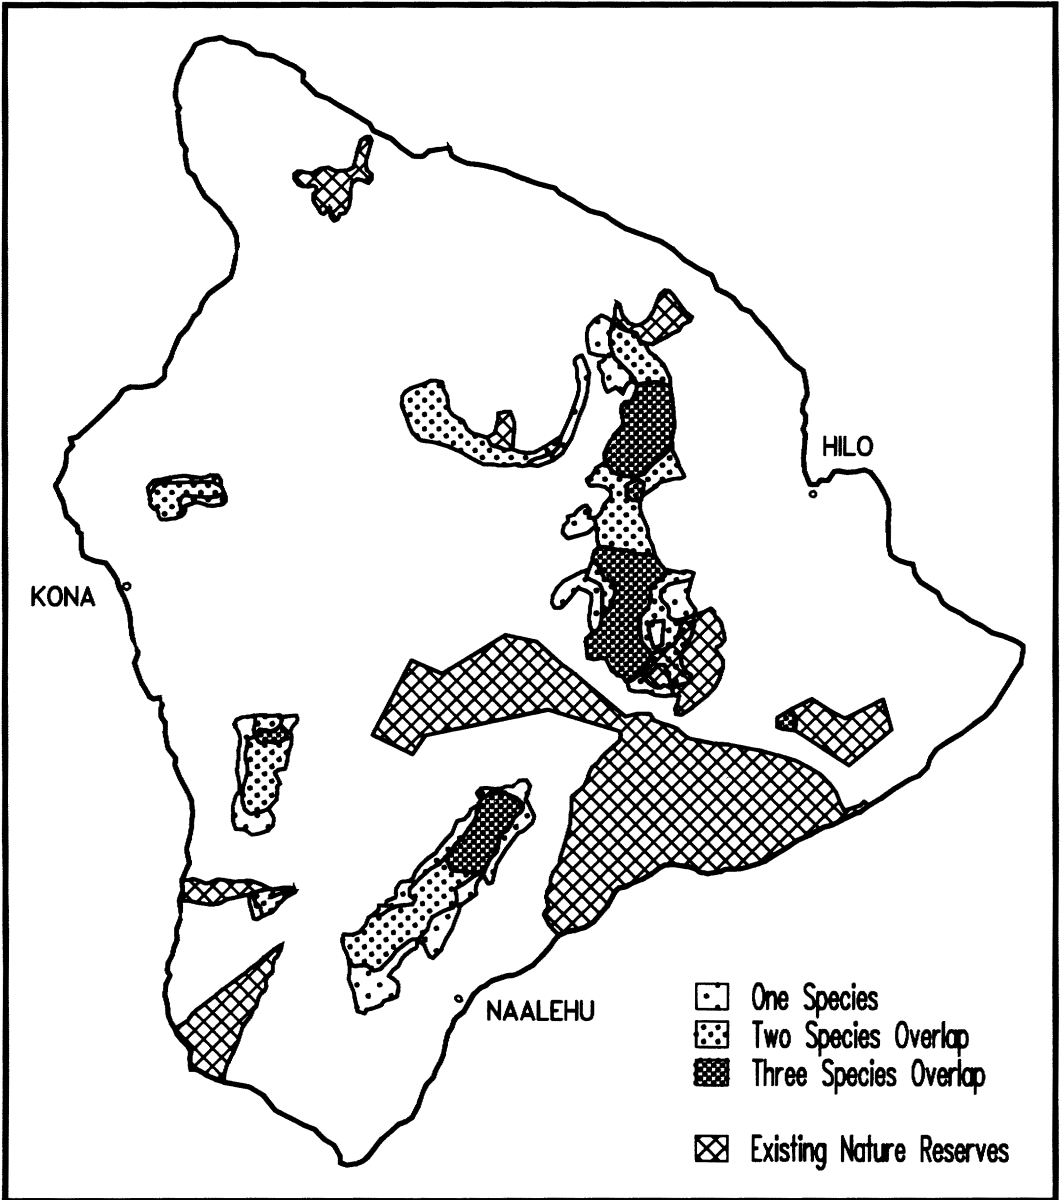 HILO
KONA
NAALEHU
One Species
Two Species Overlap
Three Species Overlap
Existing Nature Reserves